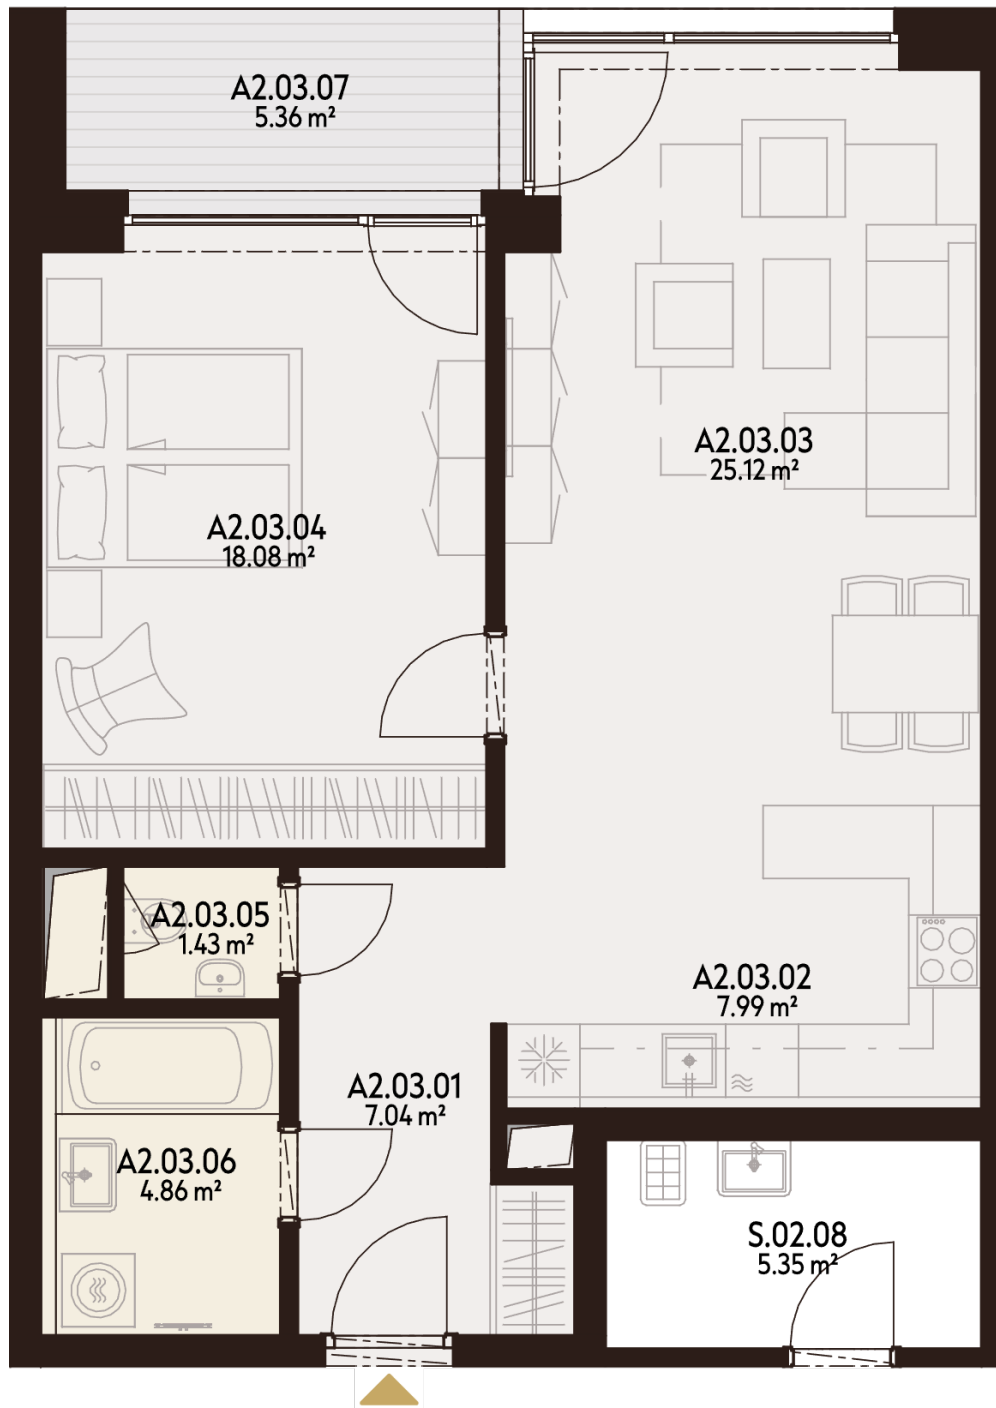 A2.03.07
5.36 m²
A2.03.03
25.12 m²
A2.03.04
18.08 m²
A2.03.05
1.43 m²
A2.03.02
7.99 m²
A2.03.01
7.04 m²
A2.03.06
4.86 m²
S.02.08
5.35 m²